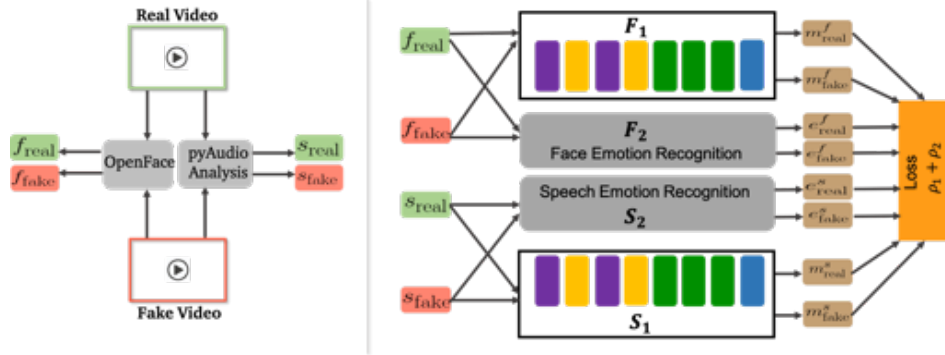 Real Video
f_real
f_fake
OpenFace
pyAudio
Analysis
s_real
s_fake
Fake Video
f_real
f_fake
s_real
s_fake
F_1
F_2
Face Emotion Recognition
Speech Emotion Recognition
S_2
S_1
m^f_real
m^f_fake
e^f_real
e^f_fake
e^s_real
e^s_fake
m^s_real
m^s_fake
Loss
ρ_1 + ρ_2